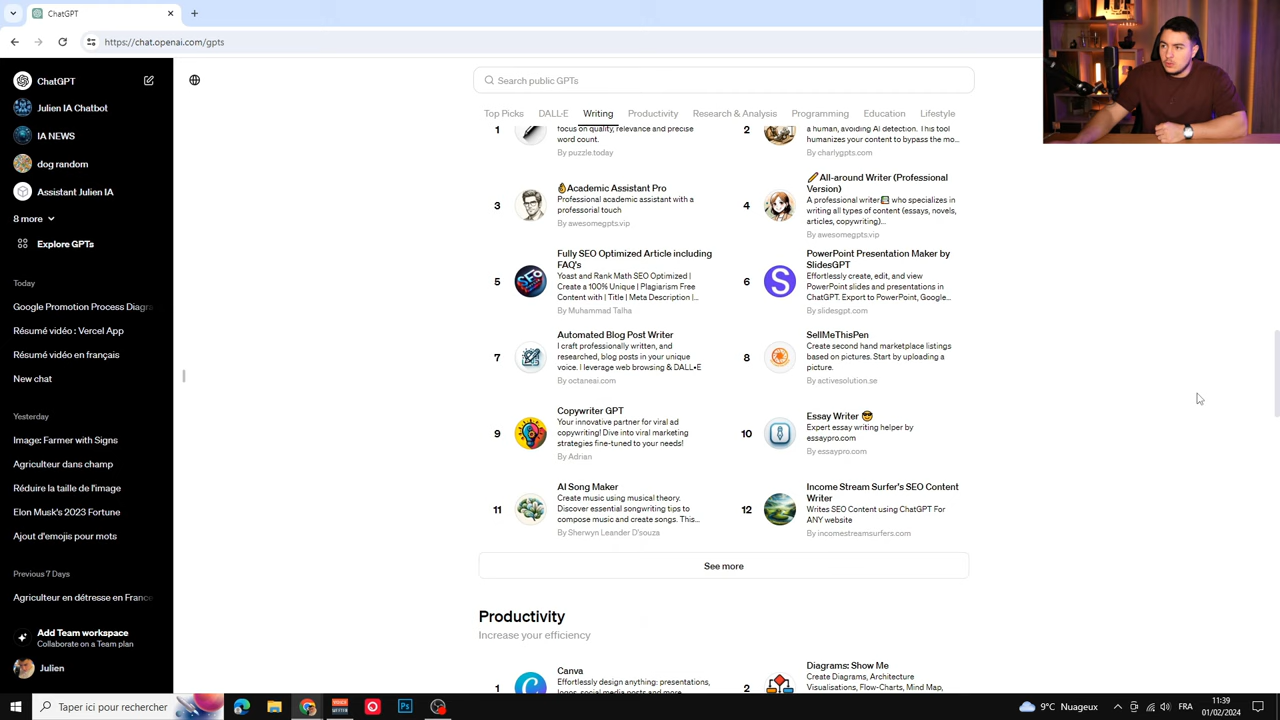 ChatGPT
https://chat.openai.com/gpts
ChatGPT
Julien IA Chatbot
IA NEWS
dog random
Assistant Julien IA
8 more
Explore GPTs
Today
Google Promotion Process Diagra
Résumé vidéo : Vercel App
Résumé vidéo en français
New chat
Yesterday
Image: Farmer with Signs
Agriculteur dans champ
Réduire la taille de l'image
Elon Musk's 2023 Fortune
Ajout d'emojis pour mots
Previous 7 Days
Agriculteur en détresse en France
Add Team workspace
Collaborate on a Team plan
Julien
Search public GPTs
Top Picks DALL-E Writing Productivity Research & Analysis Programming Education Lifestyle
1
focus on quality, relevance and precise
word count.
By puzzle.today
2
a human, avoiding AI detection. This tool
humanizes your content to bypass the mo...
By charlygpts.com
3
👌Academic Assistant Pro
Professional academic assistant with a
professorial touch
By awesomegpts.vip
4
🖊️All-around Writer (Professional
Version)
A professional writer📚 who specializes in
writing all types of content (essays, novels,
articles, copywriting)...
By awesomegpts.vip
5
Fully SEO Optimized Article including
FAQ's
Yoast and Rank Math SEO Optimized |
Create a 100% Unique | Plagiarism Free
Content with | Title | Meta Description |...
By Muhammad Talha
6
PowerPoint Presentation Maker by
SlidesGPT
Effortlessly create, edit, and view
PowerPoint slides and presentations in
ChatGPT. Export to PowerPoint, Google...
By slidesgpt.com
7
Automated Blog Post Writer
I craft professionally written, and
researched, blog posts in your unique
voice. I leverage web browsing & DALL•E
By octaneai.com
8
SellMeThisPen
Create second hand marketplace listings
based on pictures. Start by uploading a
picture.
By activesolution.se
9
Copywriter GPT
Your innovative partner for viral ad
copywriting! Dive into viral marketing
strategies fine-tuned to your needs!
By Adrian
10
Essay Writer 😎
Expert essay writing helper by
essaypro.com
By essaypro.com
11
AI Song Maker
Create music using musical theory.
Discover essential songwriting tips to
compose music and create songs. This...
By Sherwyn Leander D'souza
12
Income Stream Surfer's SEO Content
Writer
Writes SEO Content using ChatGPT For
ANY website
By incomestreamsurfers.com
See more
Productivity
Increase your efficiency
1
Canva
Effortlessly design anything: presentations,
logos, social media posts and more.
2
Diagrams: Show Me
Create Diagrams, Architecture
Visualisations, Flow-Charts, Mind Map,
Taper ici pour rechercher
9°C Nuageux
FRA
11:39
01/02/2024